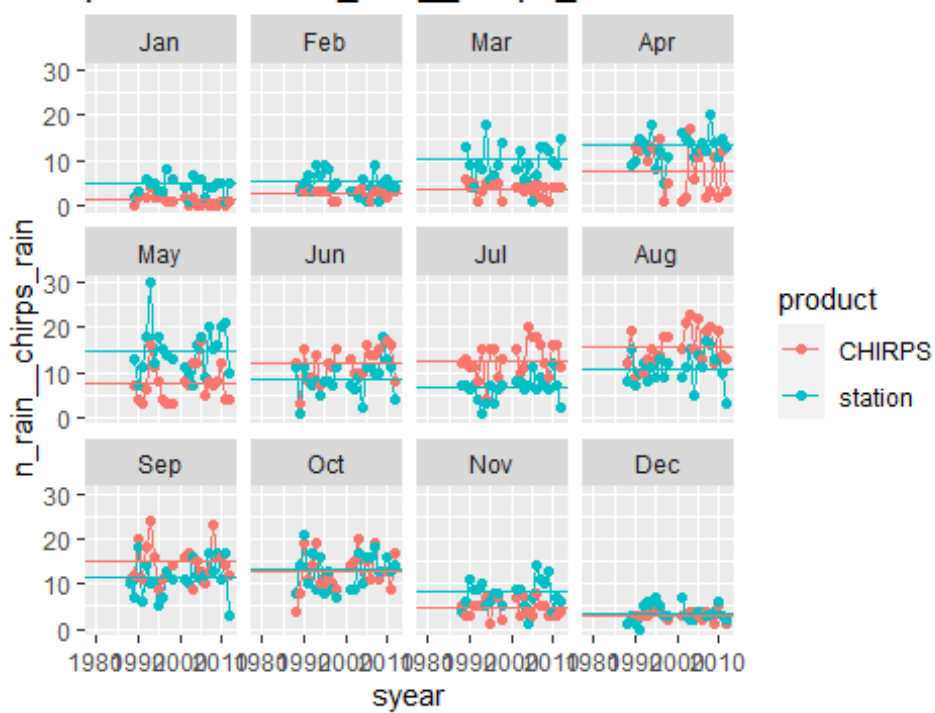 Jan Feb Mar Apr
30
20
10
0
May Jun Jul Aug
30
20
10
0
Sep Oct Nov Dec
30
20
10
0
1980 1990 2000 2010 1980 1990 2000 2010 1980 1990 2000 2010 1980 1990 2000 2010
syear
n_rain__chirps_rain
product
CHIRPS
station